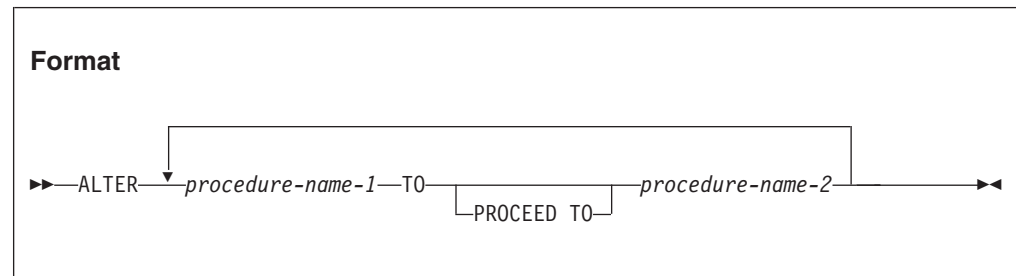 Format
ALTER procedure-name-1 TO procedure-name-2
PROCEED TO